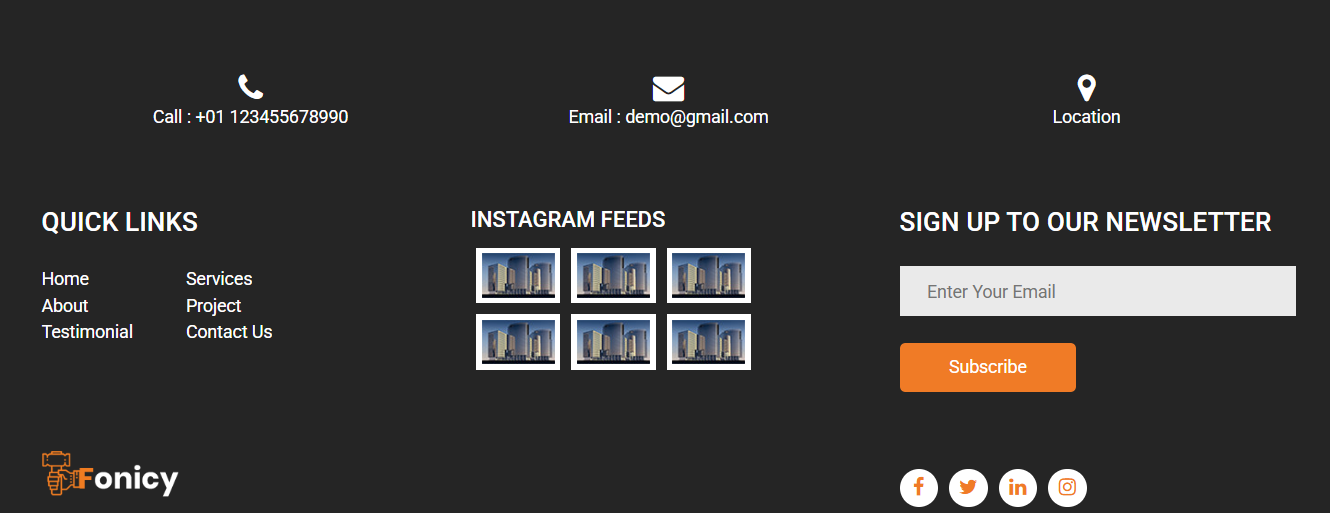 Call : +01 123455678990
Email : demo@gmail.com
Location
QUICK LINKS
Home
Services
About
Project
Testimonial
Contact Us
INSTAGRAM FEEDS
SIGN UP TO OUR NEWSLETTER
Enter Your Email
Subscribe
Fonicy